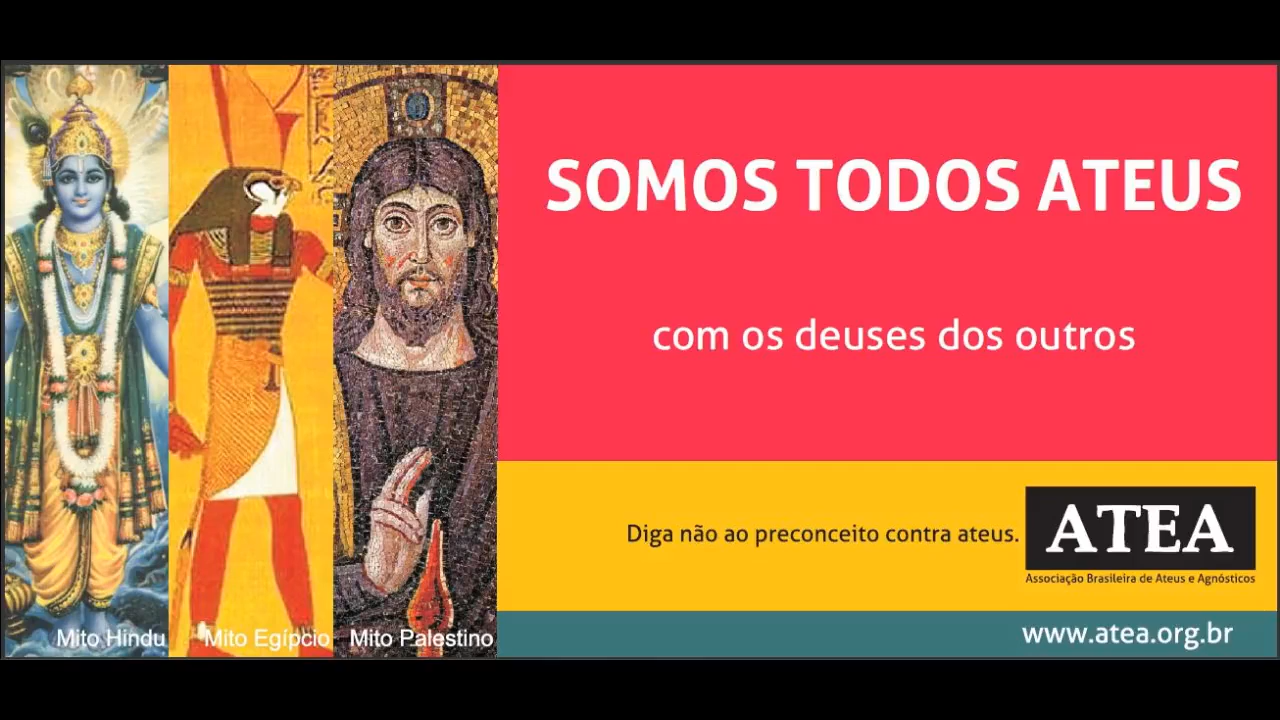 SOMOS TODOS ATEUS
com os deuses dos outros
Diga não ao preconceito contra ateus.
ATEA
Associação Brasileira de Ateus e Agnósticos
Mito Hindu
Mito Egípcio
Mito Palestino
www.atea.org.br